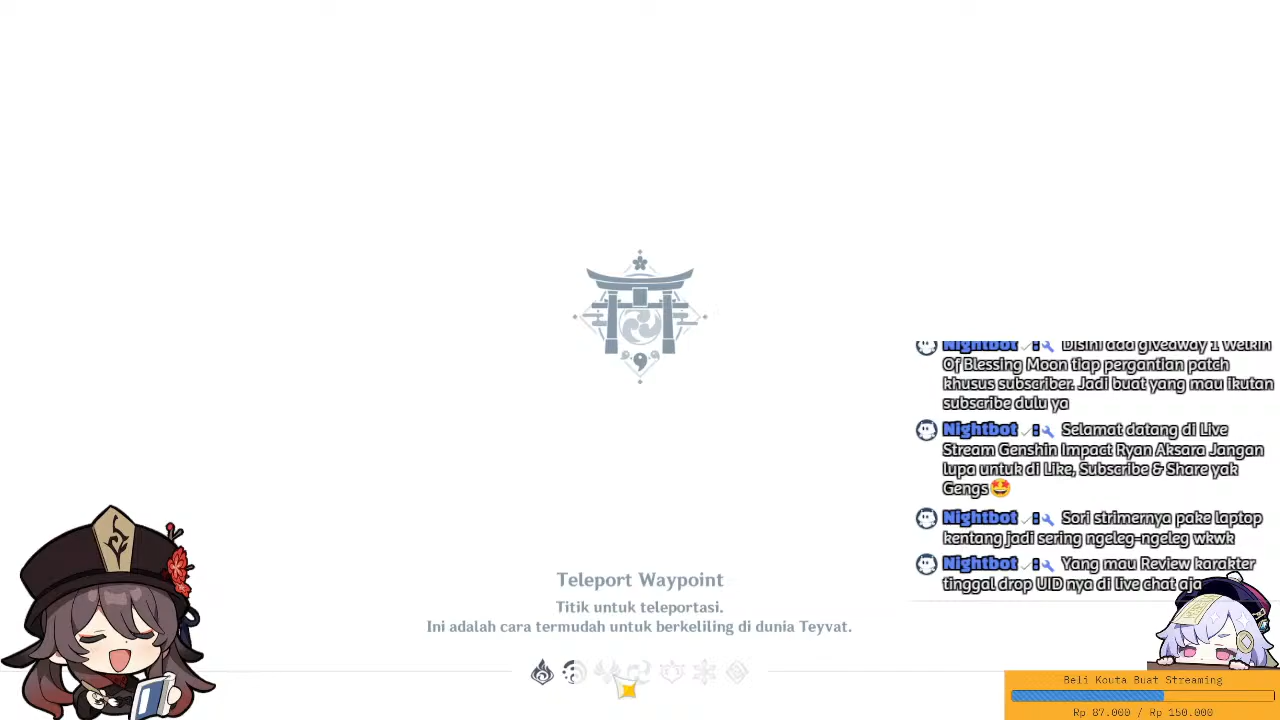 Nightbot Disini ada giveaway 1 Welkin
Of Blessing Moon tiap pergantian patch
khusus subscriber. Jadi buat yang mau ikutan
subscribe dulu ya
Nightbot Selamat datang di Live
Stream Genshin Impact Ryan Aksara Jangan
lupa untuk di Like, Subscribe & Share yak
Gengs 🤩
Nightbot Sori strimernya pake laptop
kentang jadi sering ngeleg-ngeleg wkwk
Nightbot Yang mau Review karakter
tinggal drop UID nya di live chat aja
Teleport Waypoint
Titik untuk teleportasi.
Ini adalah cara termudah untuk berkeliling di dunia Teyvat.
Beli Kouta Buat Streaming
Rp 87.000 / Rp 150.000